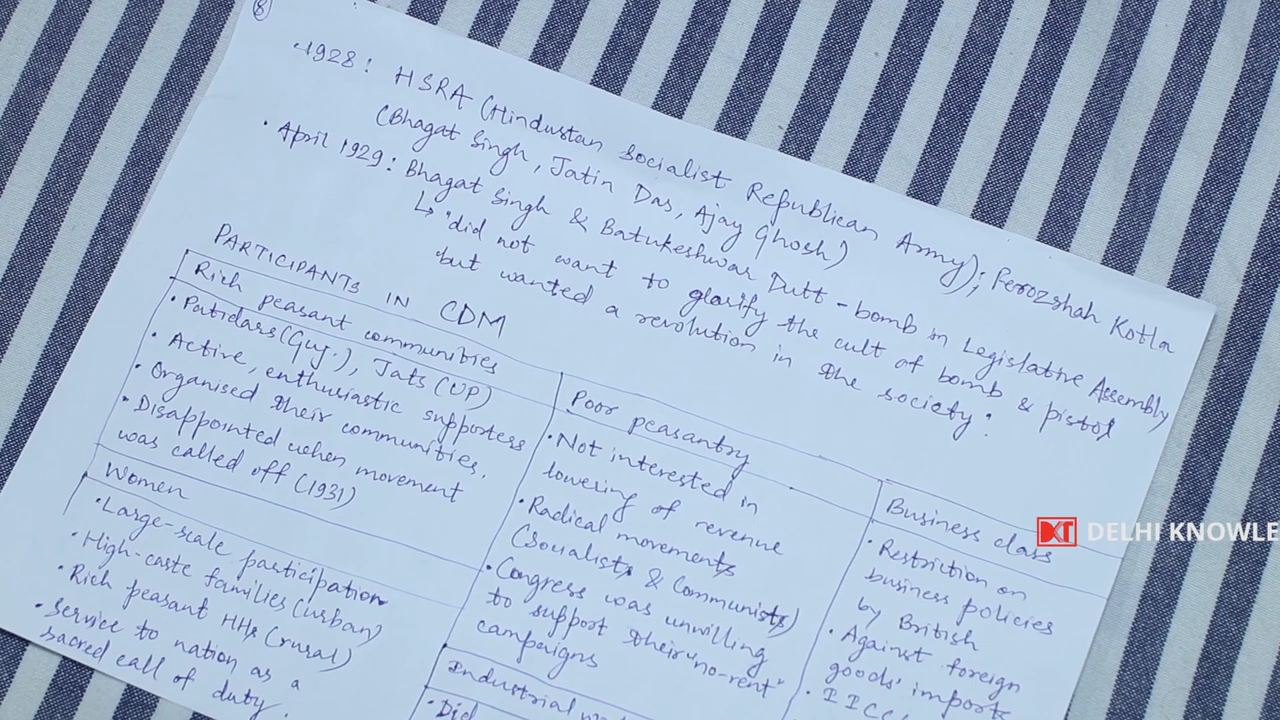 8
· 1928 : HSRA (Hindustan Socialist Republican Army); Ferozshah Kotla
(Bhagat Singh, Jatin Das, Ajay Ghosh)
· April 1929 : Bhagat Singh & Batukeshwar Dutt - bomb in Legislative Assembly
↳ "did not want to glorify the cult of bomb & pistol
but wanted a revolution in the society."
PARTICIPANTS IN CDM
Rich peasant communities
· Patidars (Guj.), Jats (UP)
· Active, enthusiastic supporters
· Organised their communities.
· Disappointed when movement
was called off (1931)
Poor peasantry
· Not interested in
lowering of revenue
· Radical movements
(Socialists & Communists)
· Congress was unwilling
to support their "no-rent"
campaigns
Business class
· Restriction on
business policies
by British
· Against foreign
goods' imports
Women
· Large-scale participation
· High-caste families (urban)
· Rich peasant HHs (rural)
· Service to nation as a
sacred call of duty.
Industrial
· Did
DKT DELHI KNOWLE